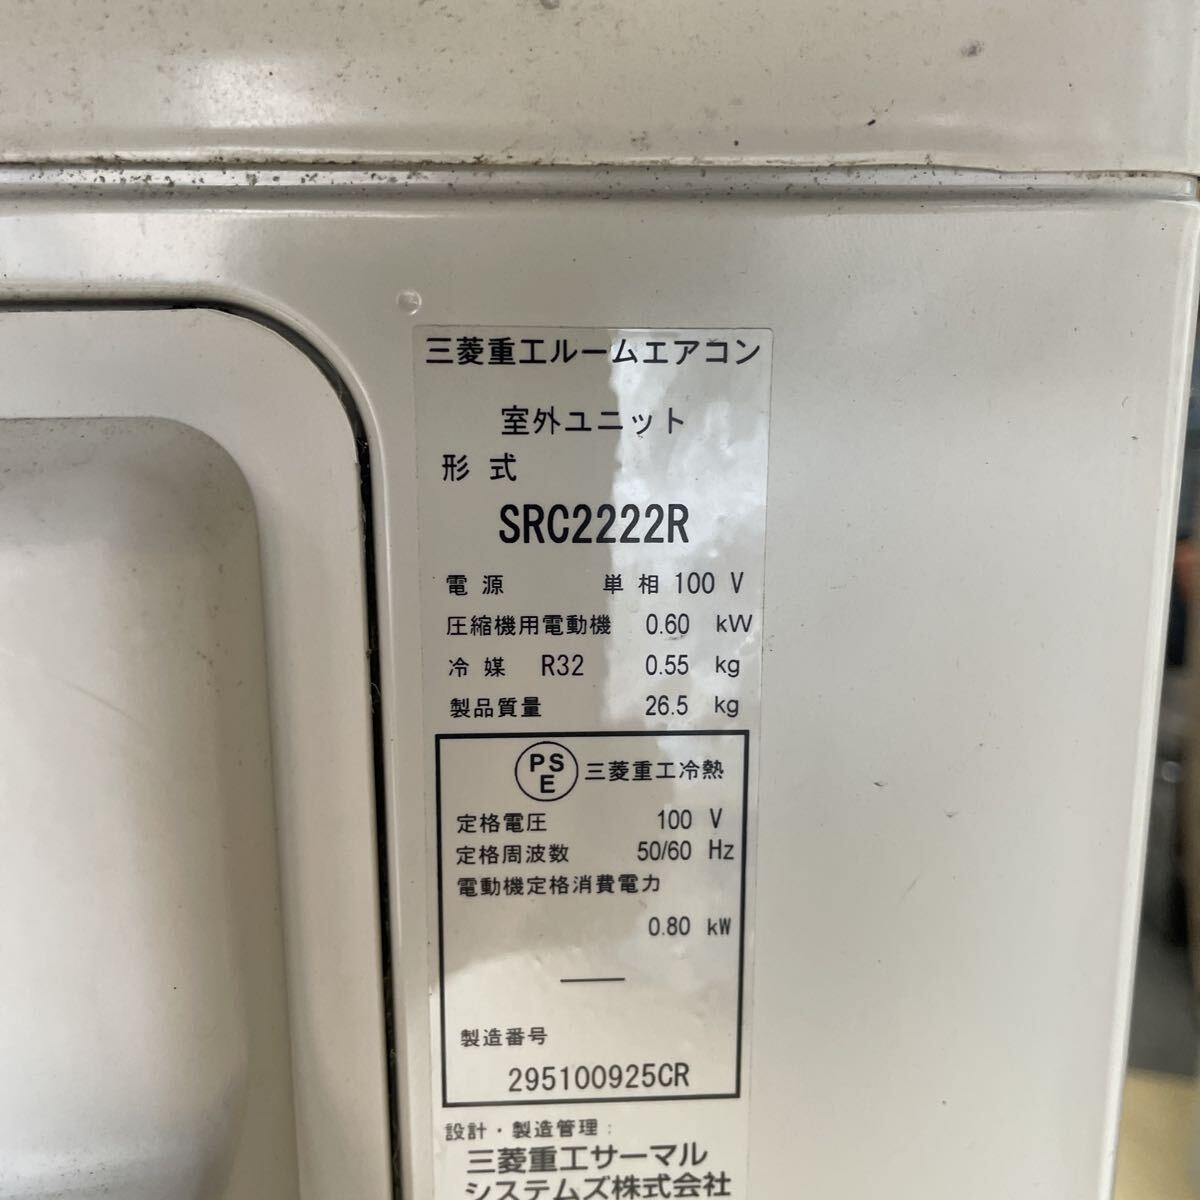 三菱重工ルームエアコン
室外ユニット
形式
SRC2222R
電源 単相 100 V
圧縮機用電動機 0.60 kW
冷媒 R32 0.55 kg
製品質量 26.5 kg
PSE 三菱重工冷熱
定格電圧 100 V
定格周波数 50/60 Hz
電動機定格消費電力
0.80 kW
製造番号
295100925CR
設計・製造管理:
三菱重工サーマル
システムズ株式会社